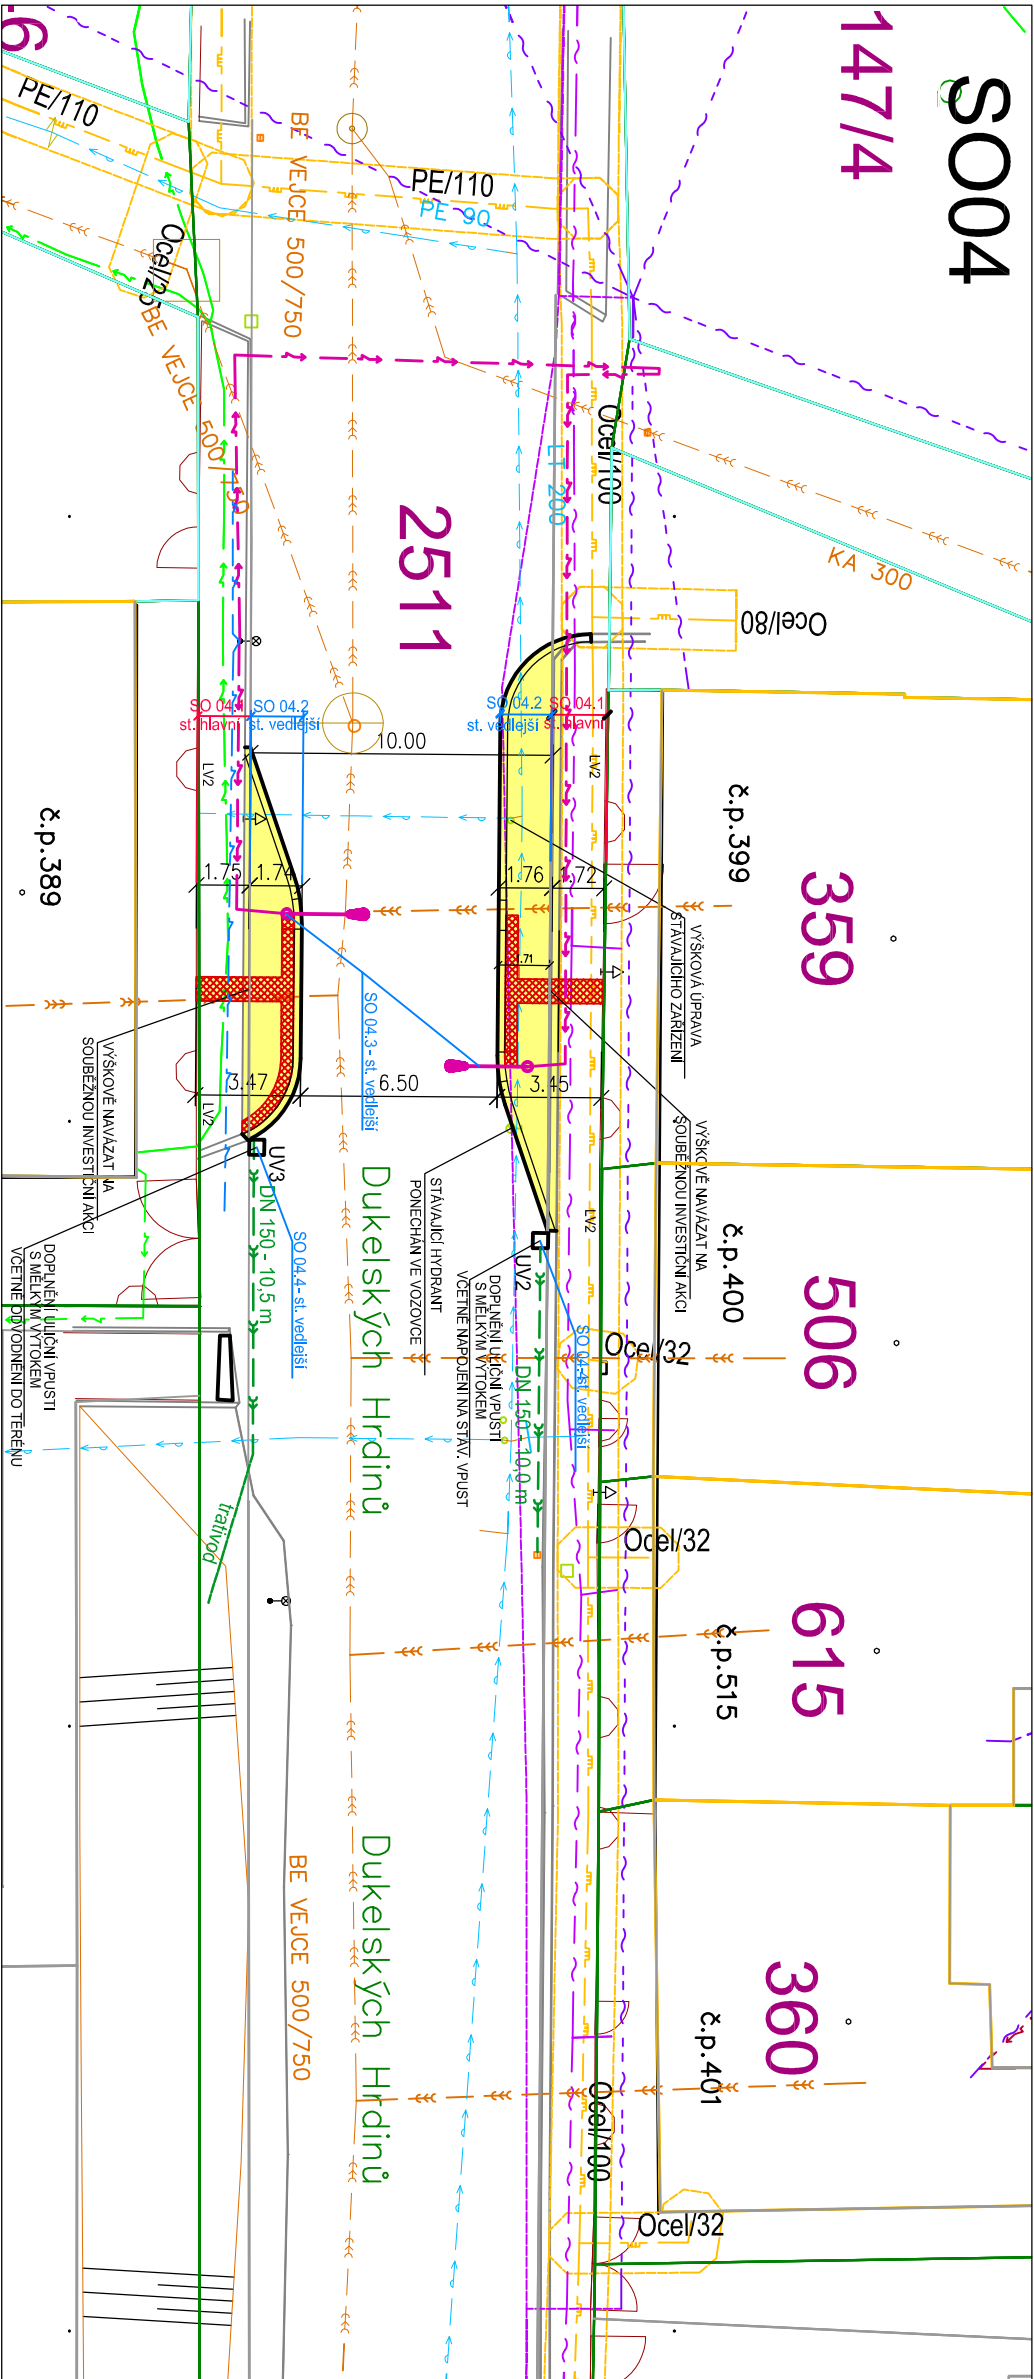 SO004
147/4
-6
PE/110
PE/110
PE 90
BE VEJCE 500/750
Ocel/25
BE VEJCE 500/750
Ocel/100
LT 200
KA 300
2511
Ocel/80
SO 04.1
st. hlavní
SO 04.2
st. vedlejší
SO 04.2
st. vedlejší
SO 04.1
st. hlavní
10.00
LV2
LV2
č.p.389
č.p.399
359
1.75
1.74
1.76
1.72
1.71
VÝŠKOVÁ ÚPRAVA
STÁVAJÍCÍHO ZAŘÍZENÍ
SO 04.3 - st. vedlejší
VÝŠKOVĚ NAVÁZAT NA
SOUBĚŽNOU INVESTIČNÍ AKCI
VÝŠKOVĚ NAVÁZAT NA
SOUBĚŽNOU INVESTIČNÍ AKCI
3.47
6.50
3.45
LV2
LV2
UV3
DN 150 - 10,5 m
SO 04.4 - st. vedlejší
STÁVAJÍCÍ HYDRANT
PONECHÁN VE VOZOVCE
UV2
DOPLNĚNÍ ULIČNÍ VPUSTI
S MĚLKÝM VÝTOKEM
VČETNĚ NAPOJENÍ NA STÁV. VPUST
DN 150 - 10,0 m
SO 04.4st. vedlejší
DOPLNĚNÍ ULIČNÍ VPUSTI
S MĚLKÝM VÝTOKEM
VČETNĚ ODVODNĚNÍ DO TERÉNU
Dukelských Hrdinů
č.p.400
506
Ocel/32
trativod
Ocel/32
615
č.p.515
Dukelských Hrdinů
BE VEJCE 500/750
360
č.p.401
Ocel/100
Ocel/32